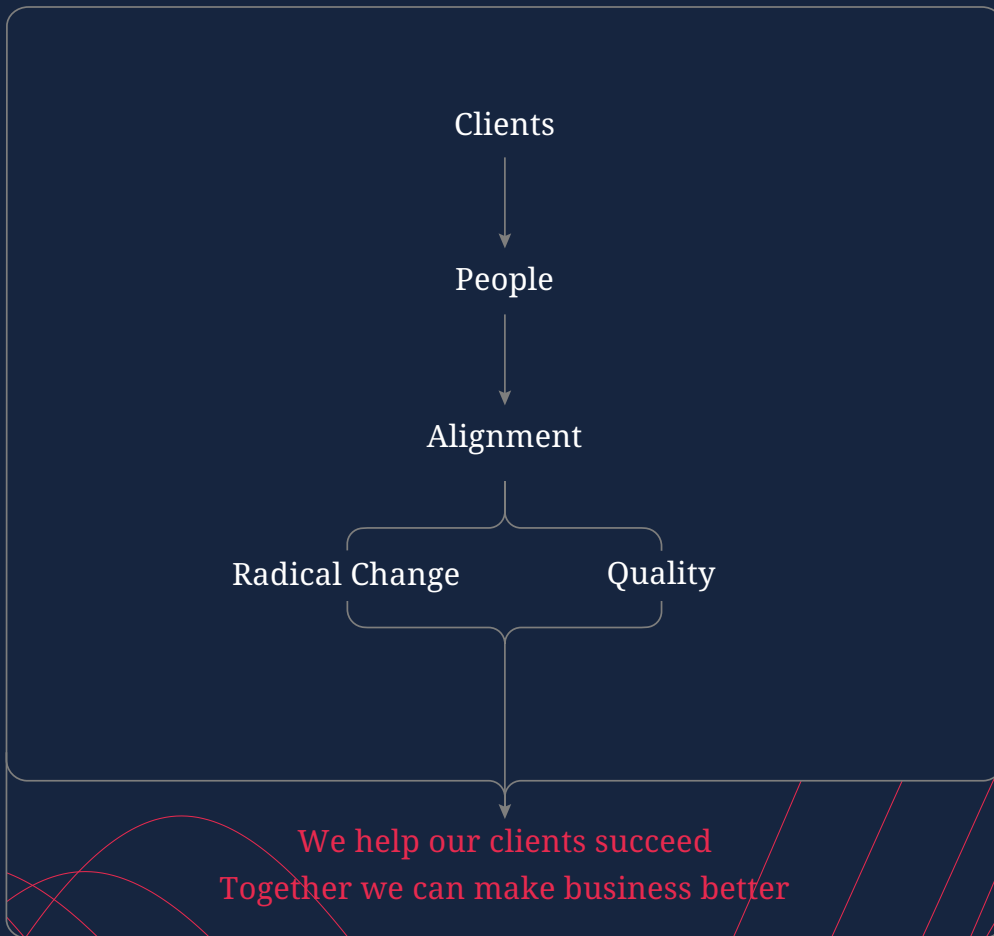 Clients
People
Alignment
Radical Change
Quality
We help our clients succeed
Together we can make business better